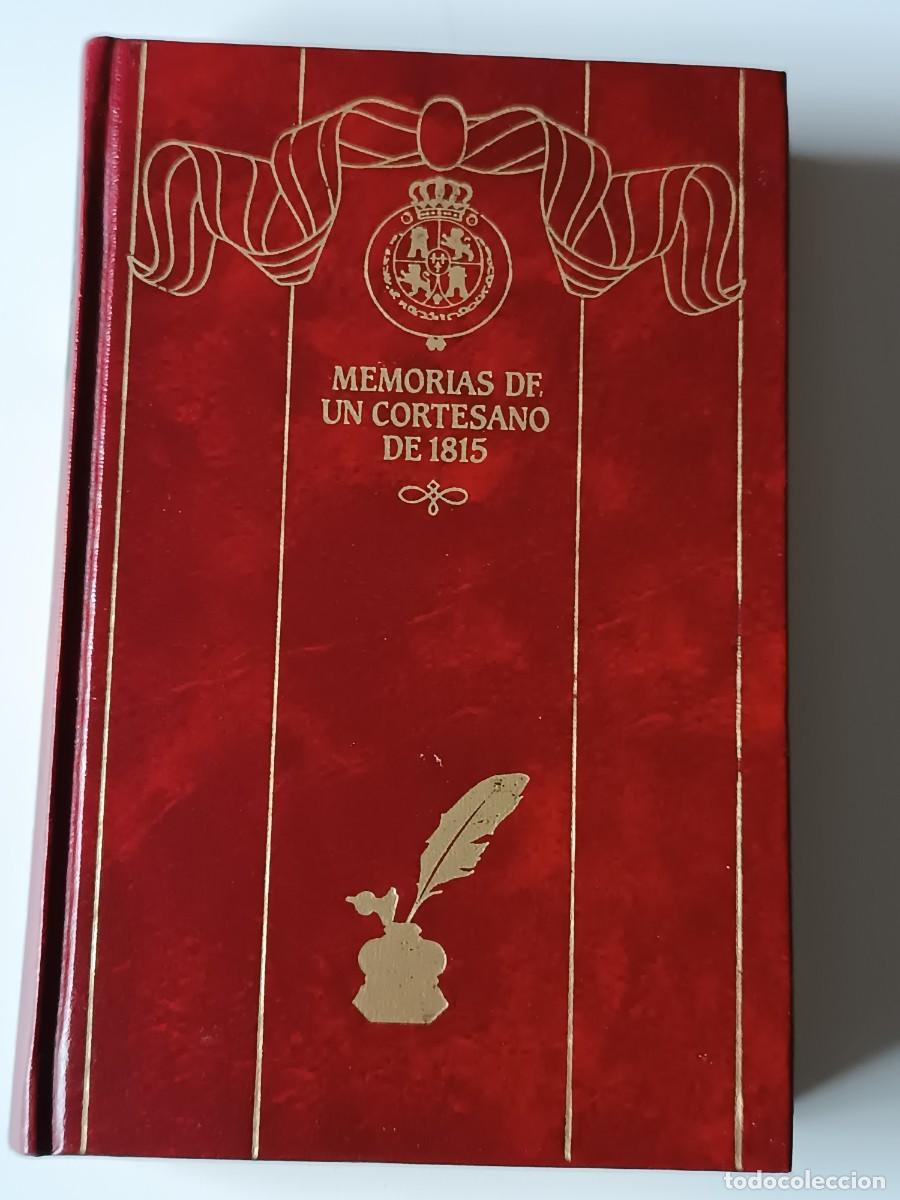 MEMORIAS DE
UN CORTESANO
DE 1815
todocoleccion